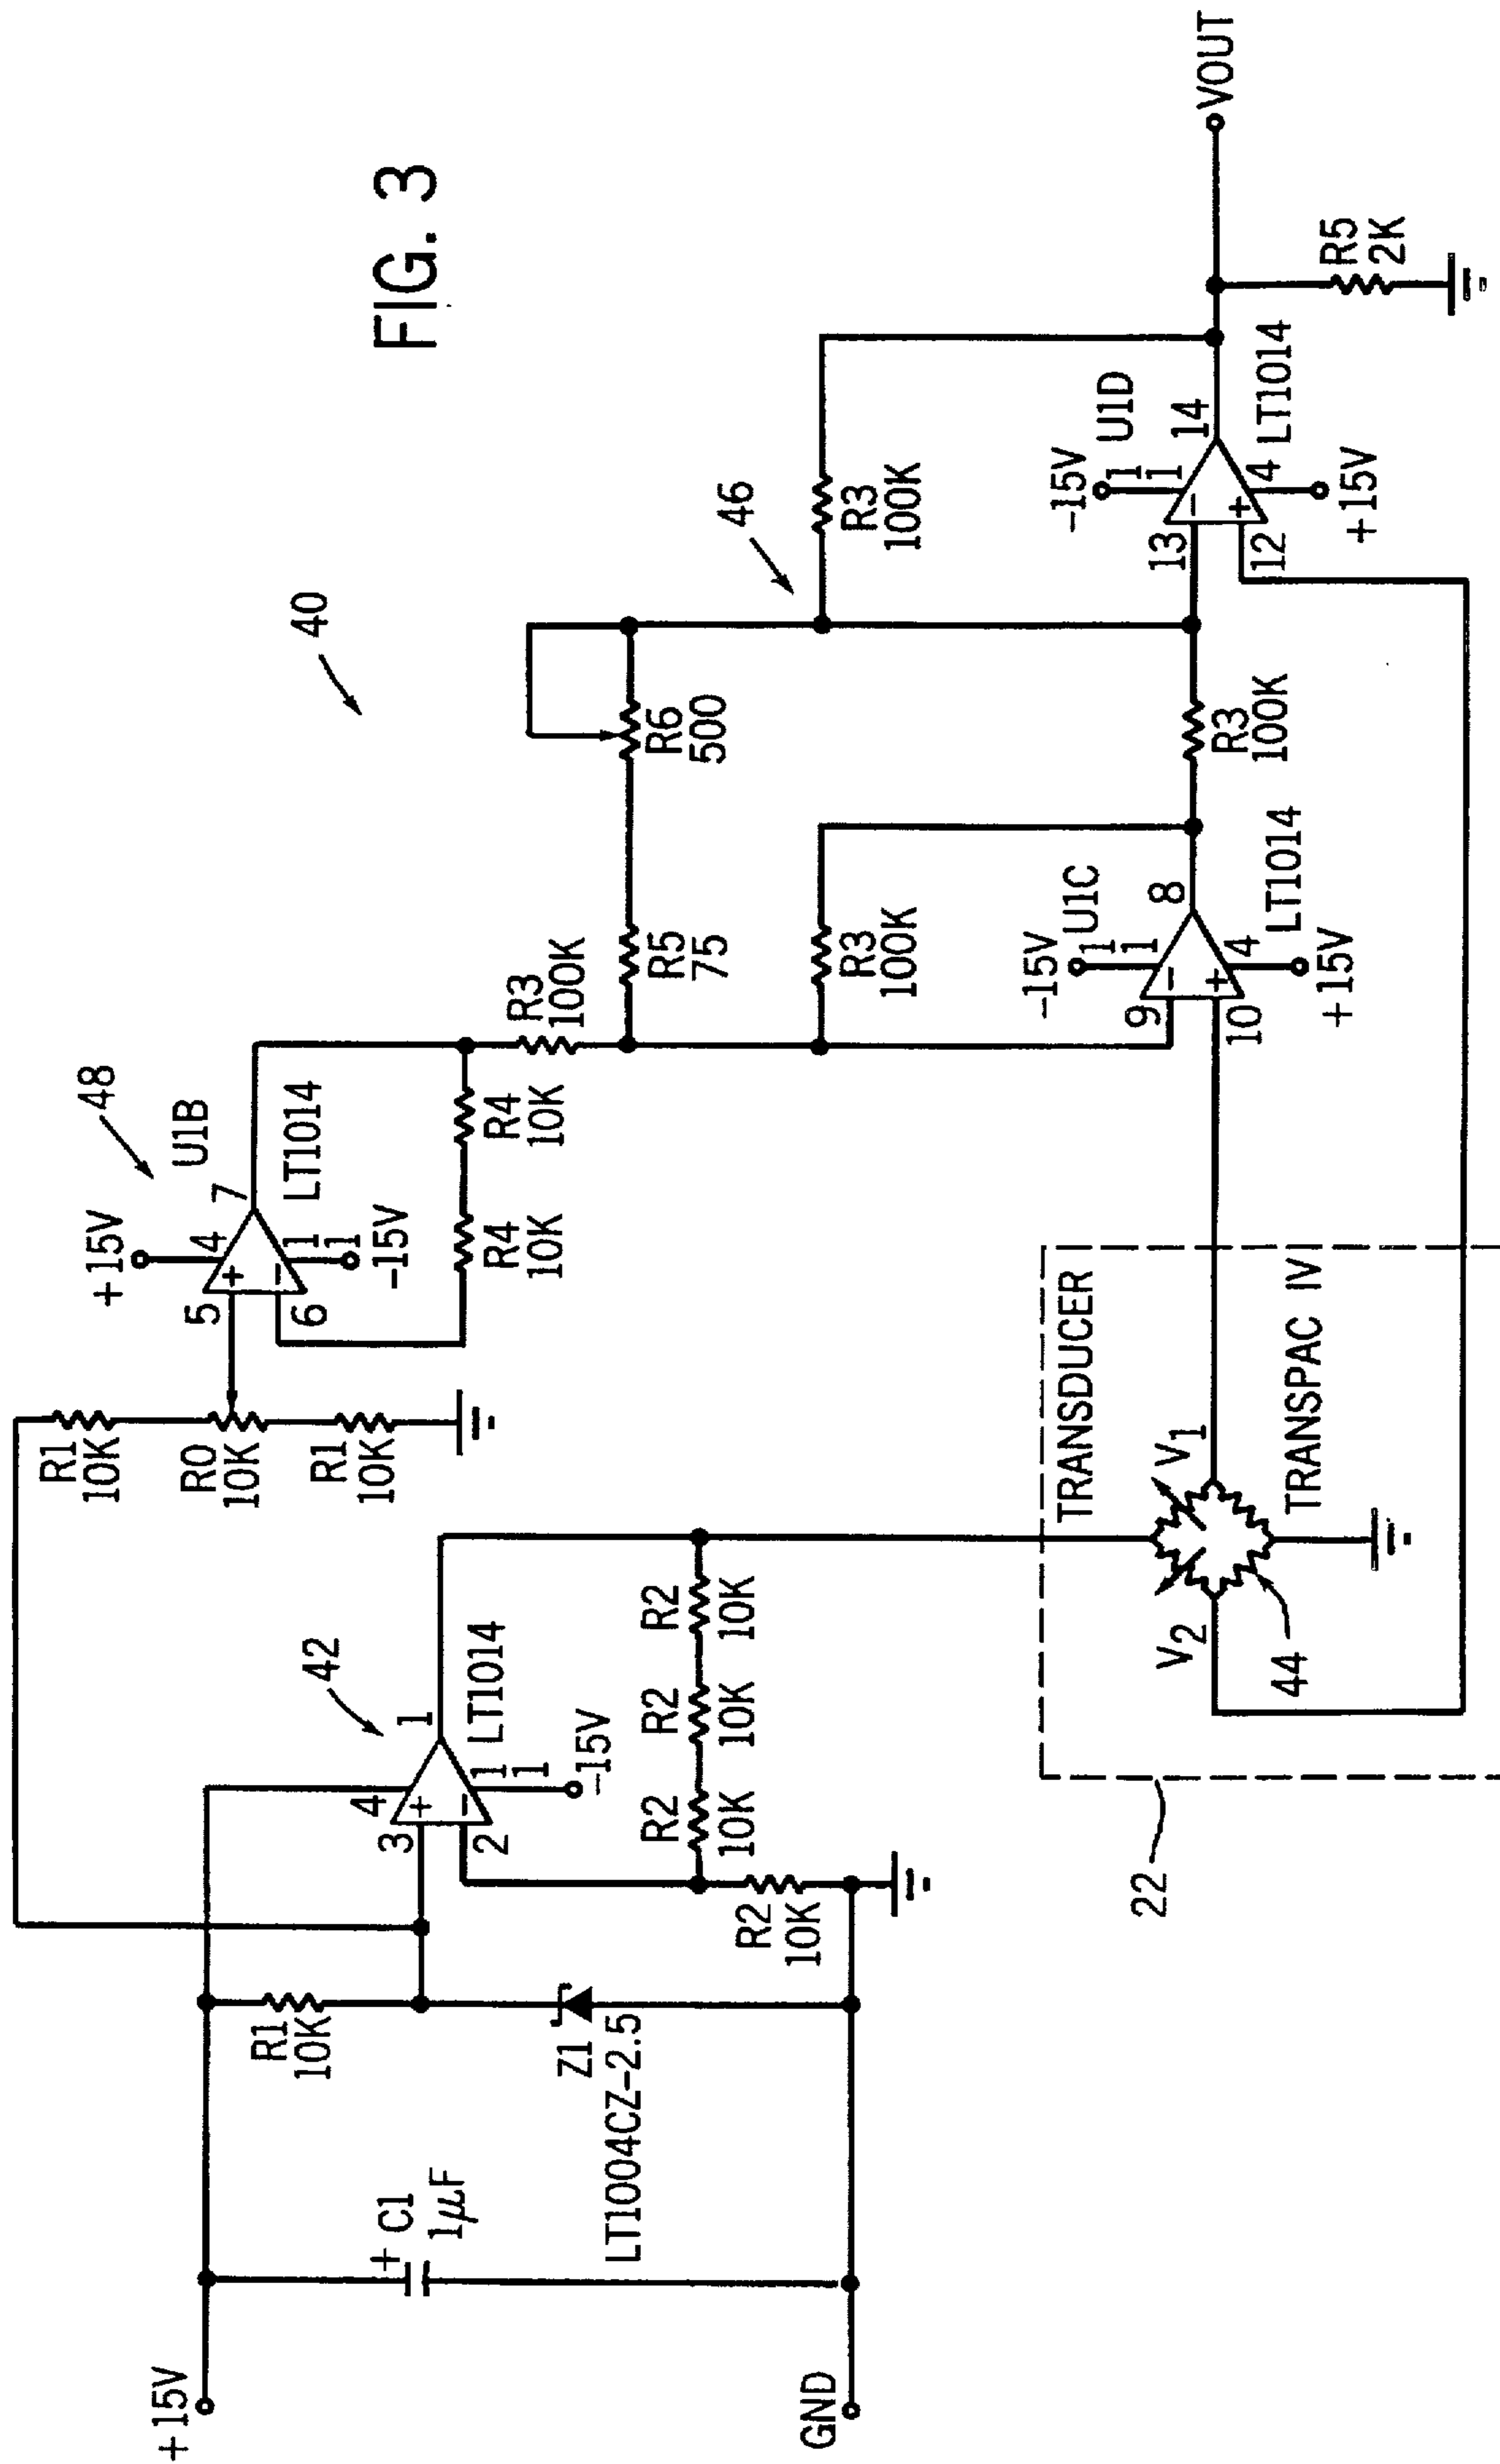 FIG. 3
40
48
46
42
+15V
GND
C1
+
1µF
R1
10K
Z1
LT1004CZ-2.5
R2
10K
3
+
2
−
4
1
1
−15V
1
LT1014
R2
10K
R2
10K
R2
10K
R1
10K
R0
10K
R1
10K
5
+
6
−
+15V
4
1
1
−15V
7
U1B
LT1014
R4
10K
R4
10K
R3
100K
R5
75
R6
500
R3
100K
−15V
1
1
U1C
9
−
10
+
8
4
+15V
LT1014
R3
100K
R3
100K
−15V
1
1
U1D
13
−
12
+
14
4
+15V
LT1014
R5
2K
VOUT
22
TRANSDUCER
V2
V1
44
TRANSPAC IV